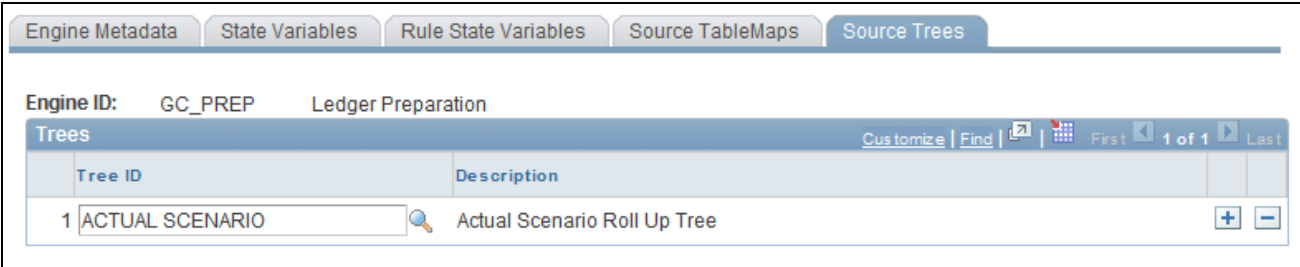 Engine Metadata State Variables Rule State Variables Source TableMaps Source Trees
Engine ID: GC_PREP Ledger Preparation
Trees Customize | Find | | First 1 of 1 Last
Tree ID Description
1 ACTUAL SCENARIO Actual Scenario Roll Up Tree